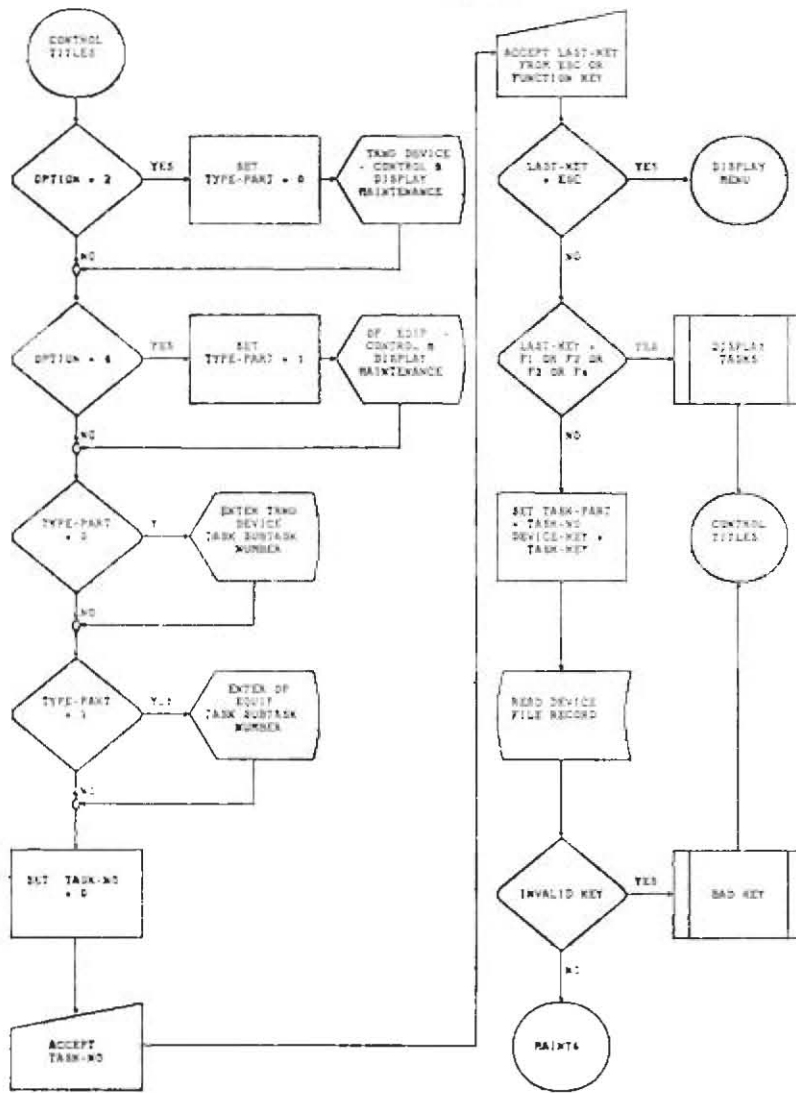 CONTROL
TITLES
OPTION = 2
YES
SET
TYPE-PART = 0
TRNG DEVICE
- CONTROL &
DISPLAY
MAINTENANCE
NO
OPTION =
YES
SET
TYPE-PART = 1
OP EQIP -
CONTROL &
DISPLAY
MAINTENANCE
NO
TYPE-PART
= 0
Y
ENTER TRNG
DEVICE
TASK SUBTASK
NUMBER
NO
TYPE-PART
= 1
YES
ENTER OP
EQUIP
TASK SUBTASK
NUMBER
NO
SET TASK-NO
= 0
ACCEPT
TASK-NO
ACCEPT LAST-KEY
FROM ESC OR
FUNCTION KEY
LAST-KEY
= ESC
YES
DISPLAY
MENU
NO
LAST-KEY =
F1 OR F2 OR
F3 OR F4
YES
DISPLAY
TASKS
NO
SET TASK-PART
= TASK-NO
DEVICE-KEY =
TASK-KEY
CONTROL
TITLES
READ DEVICE
FILE RECORD
INVALID KEY
YES
BAD KEY
NO